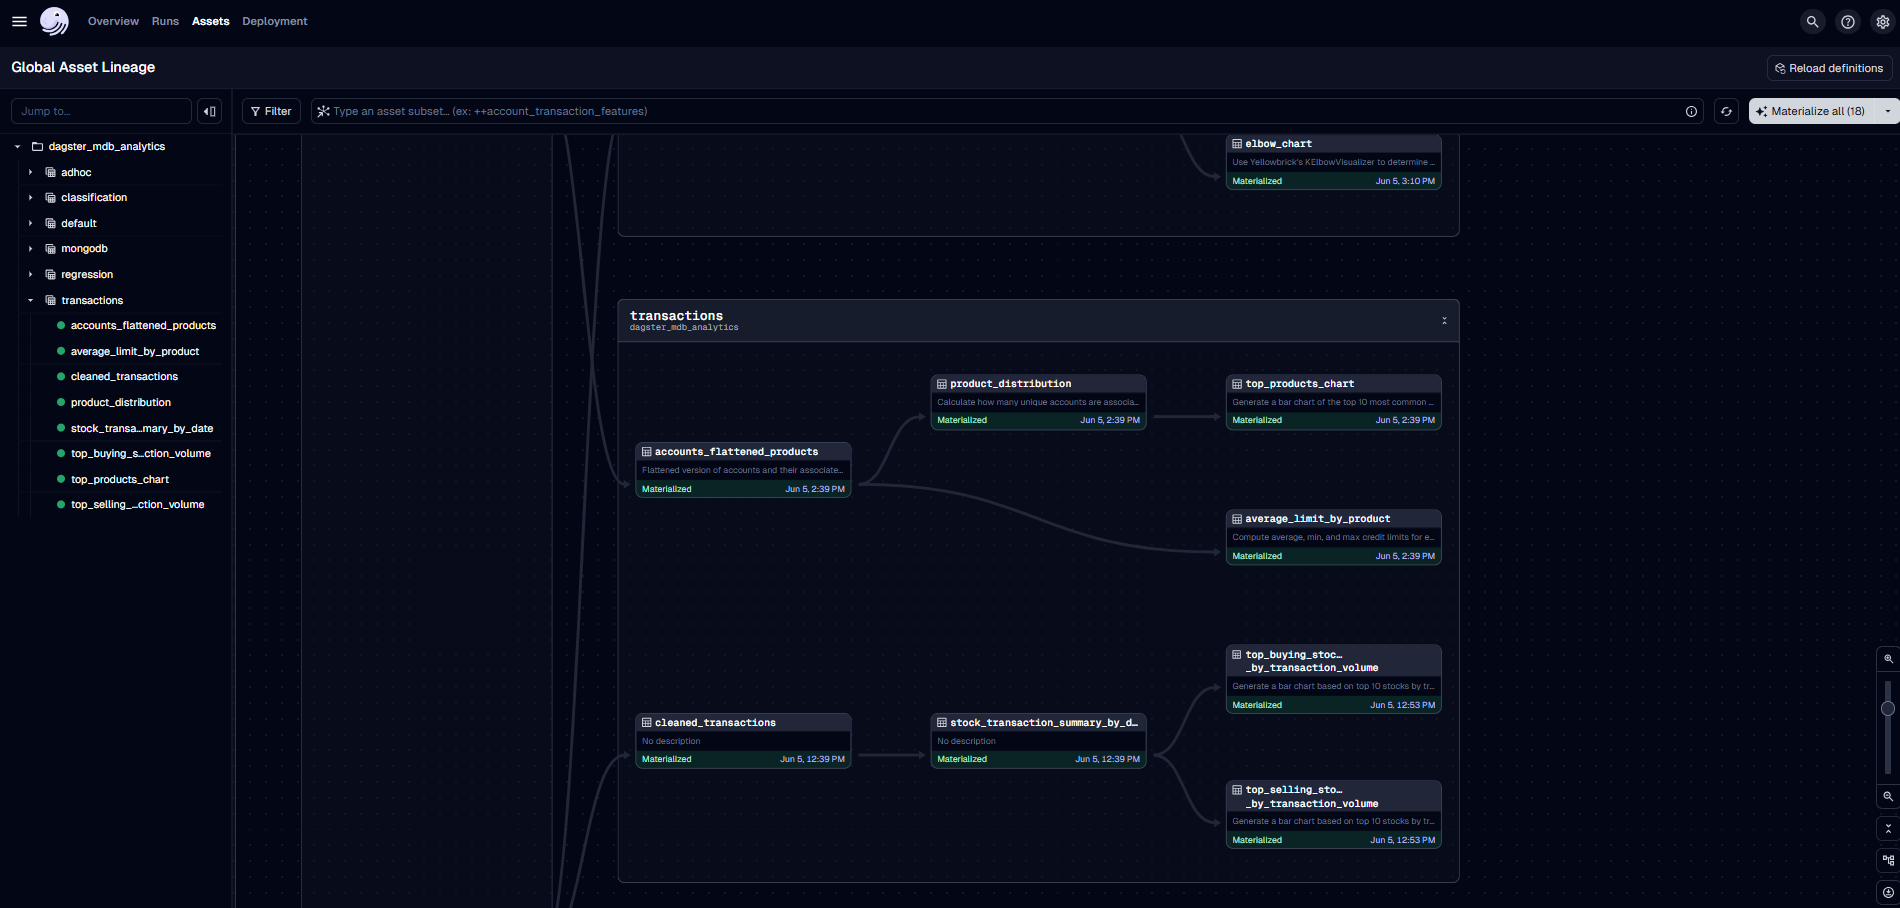 Overview Runs Assets Deployment
Global Asset Lineage
Reload definitions
Jump to...
Filter
Type an asset subset... (ex: ++account_transaction_features)
Materialize all (18)
dagster_mdb_analytics
adhoc
classification
default
mongodb
regression
transactions
accounts_flattened_products
average_limit_by_product
cleaned_transactions
product_distribution
stock_transa...mary_by_date
top_buying_s...ction_volume
top_products_chart
top_selling_...ction_volume
elbow_chart
Use Yellowbrick's KElbowVisualizer to determine ...
Materialized Jun 5, 3:10 PM
transactions
dagster_mdb_analytics
product_distribution
Calculate how many unique accounts are associa...
Materialized Jun 5, 2:39 PM
top_products_chart
Generate a bar chart of the top 10 most common ...
Materialized Jun 5, 2:39 PM
accounts_flattened_products
Flattened version of accounts and their associate...
Materialized Jun 5, 2:39 PM
average_limit_by_product
Compute average, min, and max credit limits for e...
Materialized Jun 5, 2:39 PM
top_buying_stoc...
_by_transaction_volume
Generate a bar chart based on top 10 stocks by tr...
Materialized Jun 5, 12:53 PM
cleaned_transactions
No description
Materialized Jun 5, 12:39 PM
stock_transaction_summary_by_d...
No description
Materialized Jun 5, 12:39 PM
top_selling_sto...
_by_transaction_volume
Generate a bar chart based on top 10 stocks by tr...
Materialized Jun 5, 12:53 PM